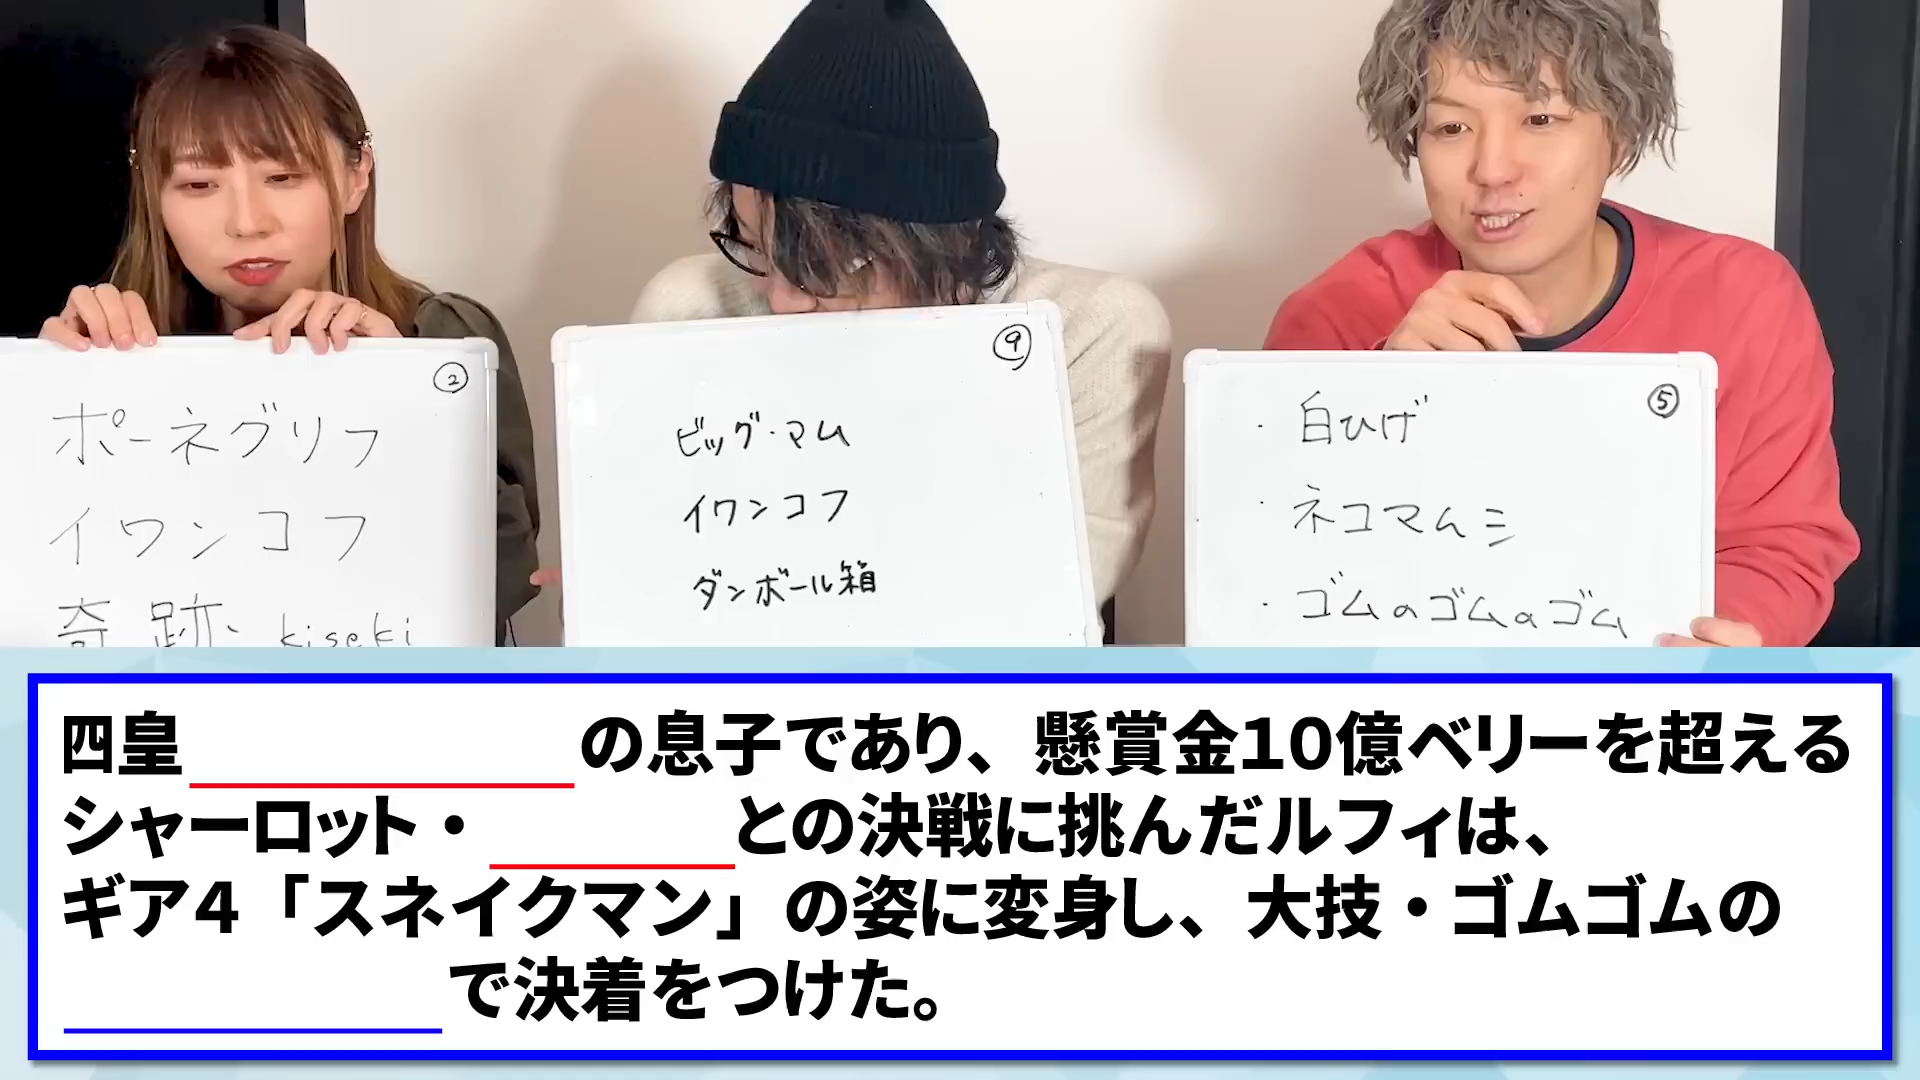 ②
ポーネグリフ
イワンコフ
奇跡 kiseki
⑨
ビッグ・マム
イワンコフ
ダンボール箱
⑤
・白ひげ
・ネコマムシ
・ゴムのゴムのゴム
四皇　　　　　　の息子であり、懸賞金10億ベリーを超える
シャーロット・　　　　との決戦に挑んだルフィは、
ギア4「スネイクマン」の姿に変身し、大技・ゴムゴムの
　　　　　　で決着をつけた。